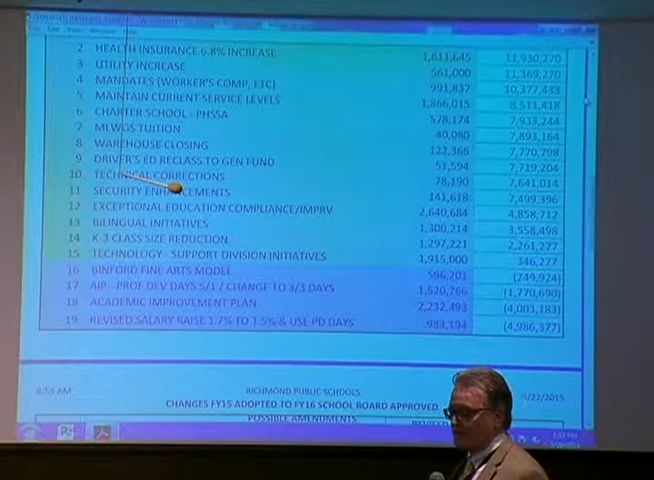 2 HEALTH INSURANCE 6.8% INCREASE 1,611,645 11,930,270
3 UTILITY INCREASE 561,000 11,369,270
4 MANDATES (WORKER'S COMP, ETC) 991,837 10,377,433
5 MAINTAIN CURRENT SERVICE LEVELS 1,866,015 8,511,418
6 CHARTER SCHOOL - PHSSA 578,174 7,933,244
7 MLWGS TUITION 40,080 7,893,164
8 WAREHOUSE CLOSING 122,366 7,770,798
9 DRIVER'S ED RECLASS TO GEN FUND 51,594 7,719,204
10 TECHNICAL CORRECTIONS 78,190 7,641,014
11 SECURITY ENHANCEMENTS 141,618 7,499,396
12 EXCEPTIONAL EDUCATION COMPLIANCE/IMPRV 2,640,684 4,858,712
13 BILINGUAL INITIATIVES 1,300,214 3,558,498
14 K-3 CLASS SIZE REDUCTION 1,297,221 2,261,277
15 TECHNOLOGY - SUPPORT DIVISION INITIATIVES 1,915,000 346,277
16 BINFORD FINE ARTS MODEL 596,201 (249,924)
17 AIP - PROF DEV DAYS 5/1 / CHANGE TO 3/3 DAYS 1,520,766 (1,770,690)
18 ACADEMIC IMPROVEMENT PLAN 2,232,493 (4,003,183)
19 REVISED SALARY RAISE 1.7% TO 1.5% & USE PD DAYS 983,194 (4,986,377)
8:58 AM RICHMOND PUBLIC SCHOOLS 5/22/2015
CHANGES FY15 ADOPTED TO FY16 SCHOOL BOARD APPROVED
POSSIBLE AMENDMENTS